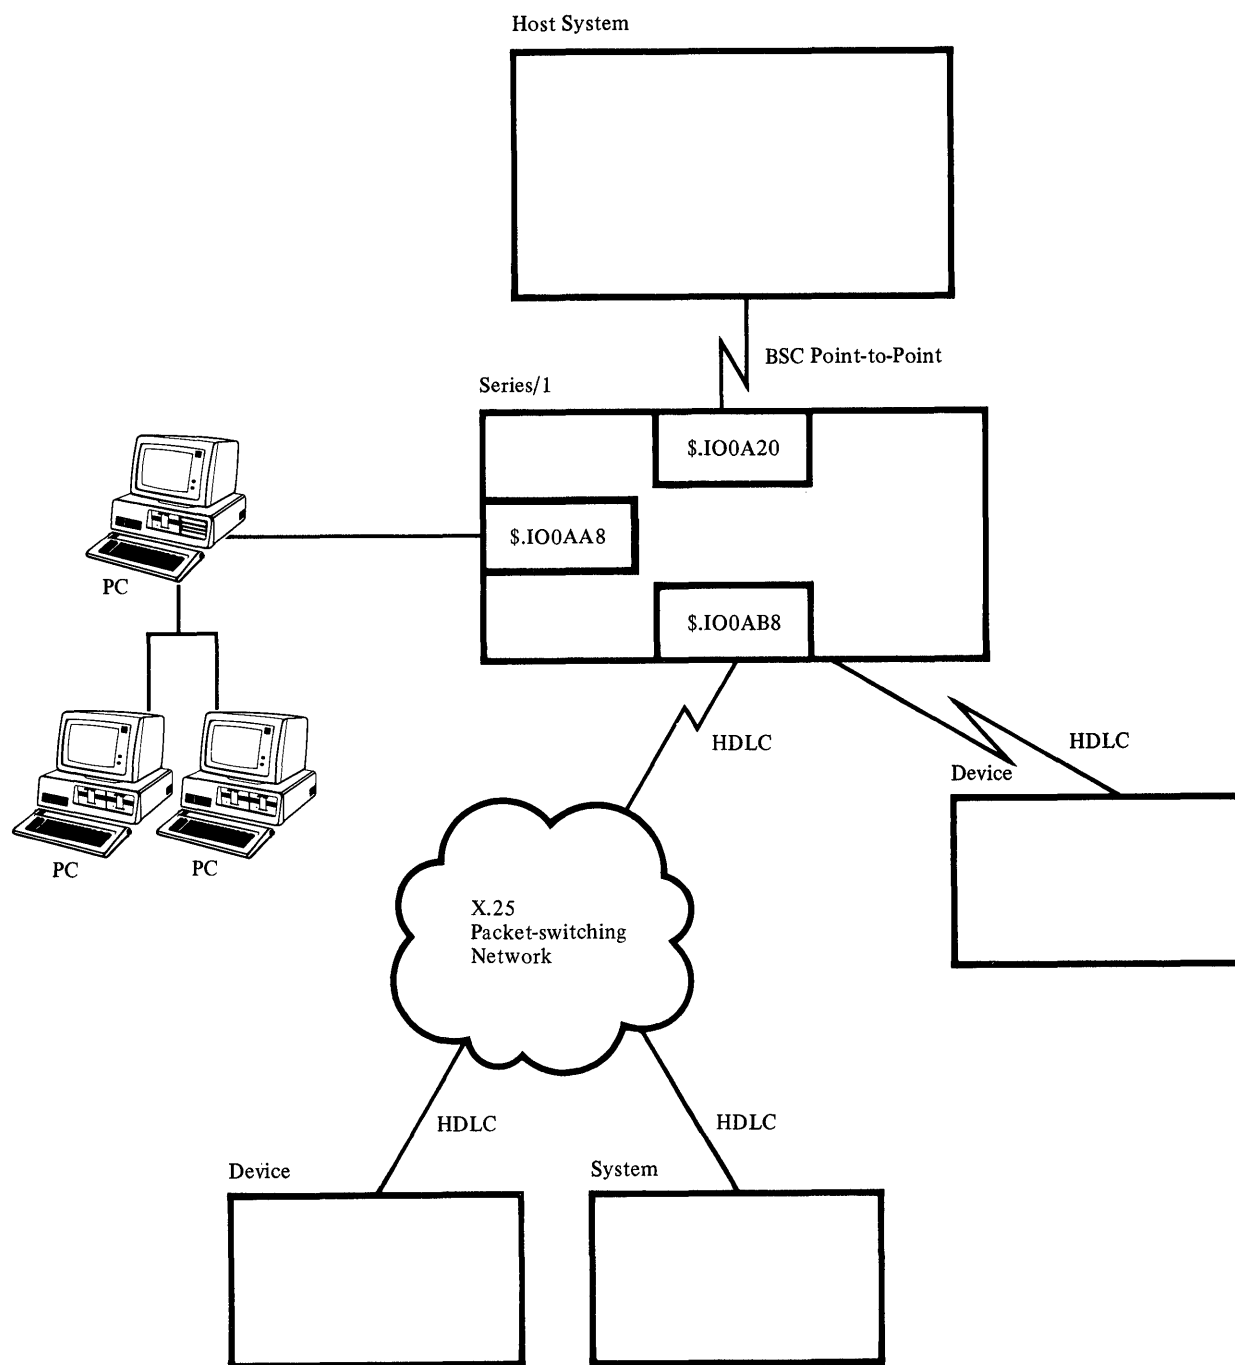 Host System
BSC Point-to-Point
Series/1
$.IO0A20
$.IO0AA8
PC
$.IO0AB8
HDLC
HDLC
Device
PC
PC
X.25
Packet-switching
Network
HDLC
HDLC
Device
System